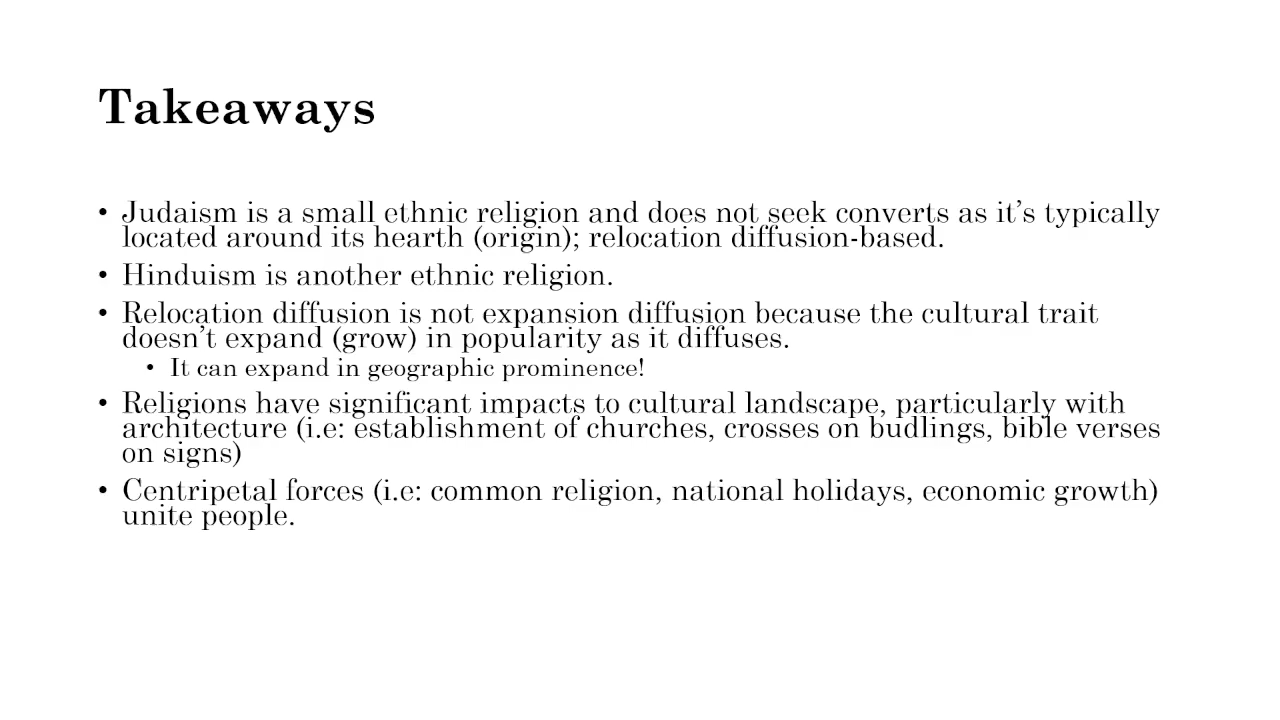 Takeaways
• Judaism is a small ethnic religion and does not seek converts as it’s typically
located around its hearth (origin); relocation diffusion-based.
• Hinduism is another ethnic religion.
• Relocation diffusion is not expansion diffusion because the cultural trait
doesn’t expand (grow) in popularity as it diffuses.
• It can expand in geographic prominence!
• Religions have significant impacts to cultural landscape, particularly with
architecture (i.e: establishment of churches, crosses on budlings, bible verses
on signs)
• Centripetal forces (i.e: common religion, national holidays, economic growth)
unite people.